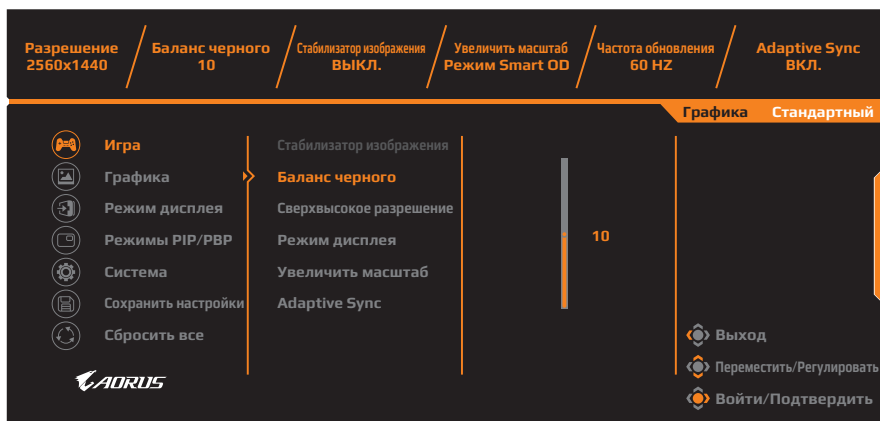 Разрешение
2560x1440
Баланс черного
10
Стабилизатор изображения
ВЫКЛ.
Увеличить масштаб
Режим Smart OD
Частота обновления
60 HZ
Adaptive Sync
ВКЛ.
Графика Стандартный
Игра
Графика
Режим дисплея
Режимы PIP/PBP
Система
Сохранить настройки
Сбросить все
Стабилизатор изображения
Баланс черного
Сверхвысокое разрешение
Режим дисплея
Увеличить масштаб
Adaptive Sync
10
Выход
Переместить/Регулировать
Войти/Подтвердить
AORUS